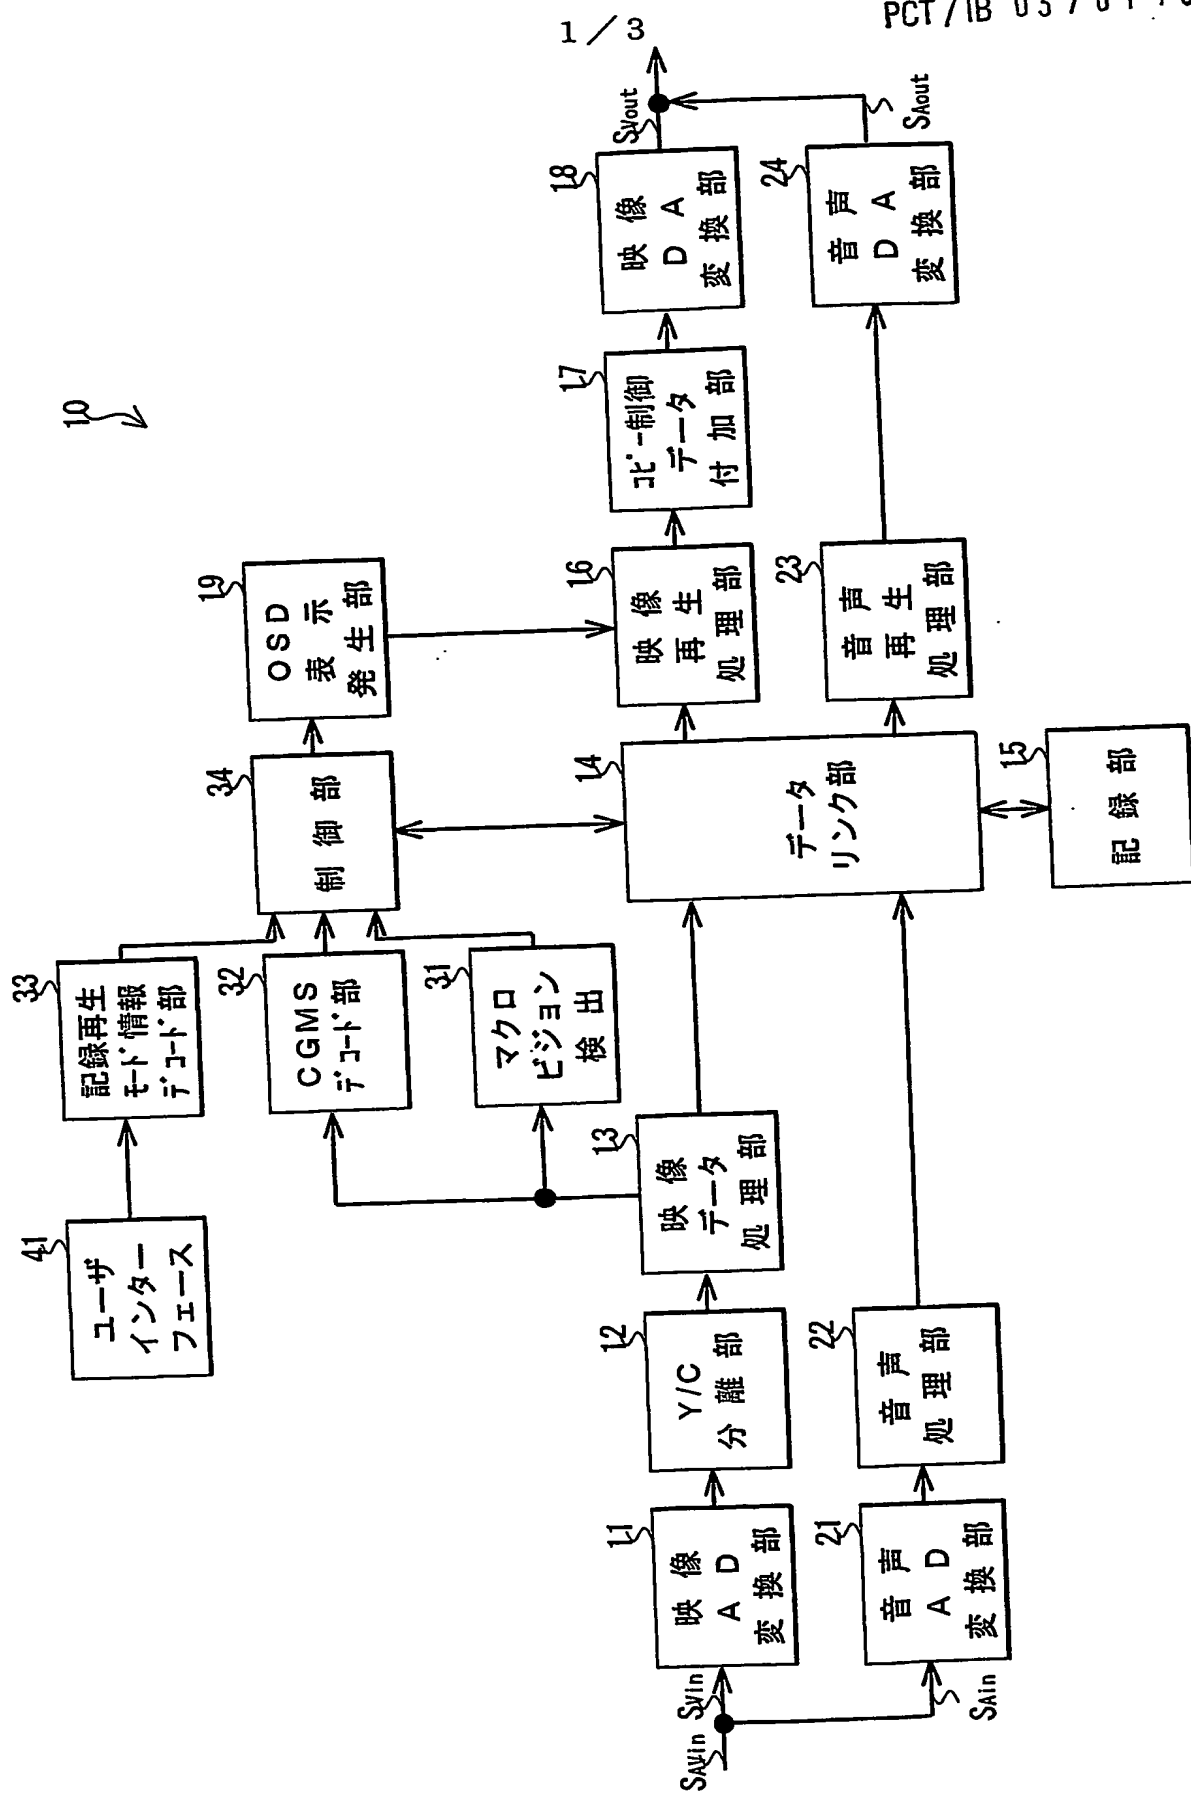 1／3
PCT/IB 03/0
10
41
ユーザ
インター
フェース
33
記録再生
モード情報
デコード部
32
CGMS
デコード部
31
マクロ
ビジョン
検出
34
制御部
19
OSD
表示
発生部
SAVin
SVin
11
映像
AD
変換部
12
Y/C
分離部
13
映像
データ
処理部
14
データ
リンク部
16
映像
再生
処理部
17
コピー制御
データ
付加部
18
映像
DA
変換部
SVout
SAin
21
音声
AD
変換部
22
音声
処理部
15
記録部
23
音声
再生
処理部
24
音声
DA
変換部
SAout